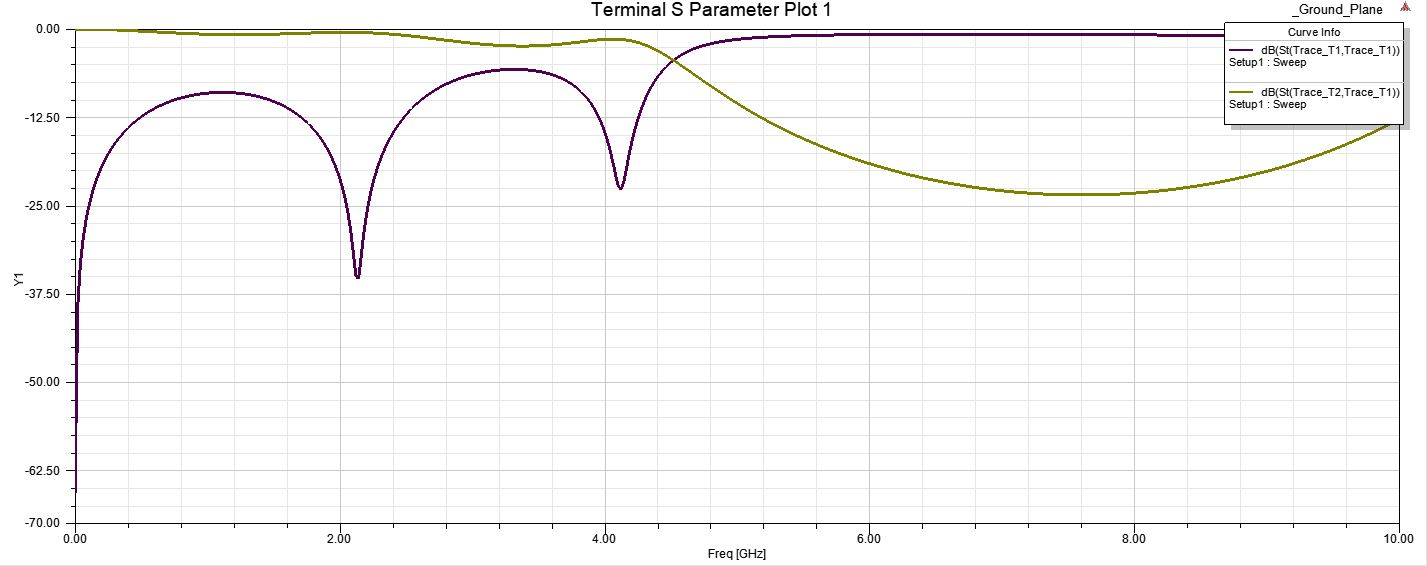 Terminal S Parameter Plot 1
_Ground_Plane
Curve Info
dB(St(Trace_T1,Trace_T1))
Setup1 : Sweep
dB(St(Trace_T2,Trace_T1))
Setup1 : Sweep
0.00
-12.50
-25.00
-37.50
-50.00
-62.50
-70.00
Y1
0.00 2.00 4.00 6.00 8.00 10.00
Freq [GHz]